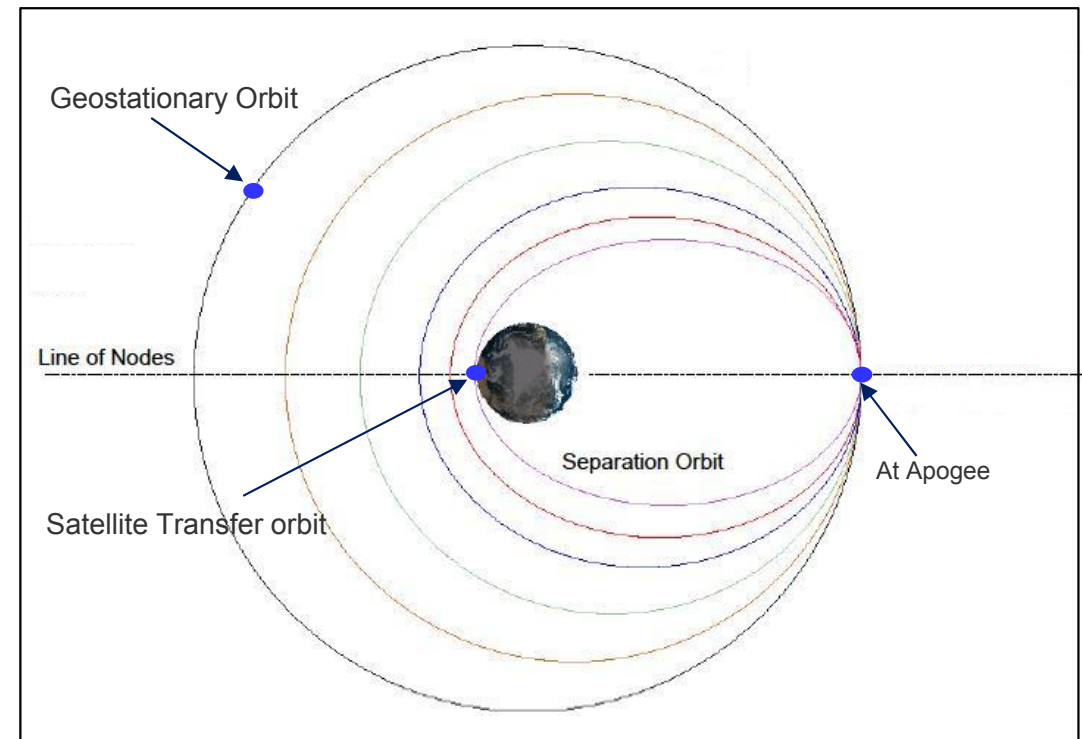 Geostationary Orbit
Line of Nodes
Separation Orbit
At Apogee
Satellite Transfer orbit